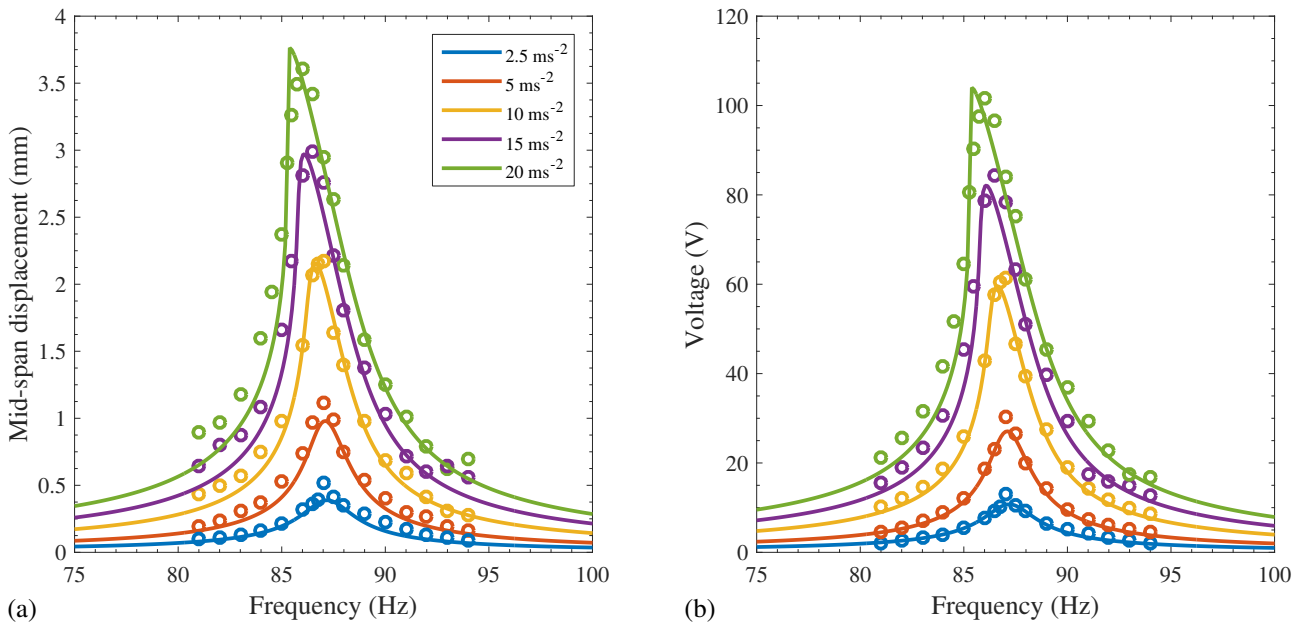 4
3.5
3
2.5
2
1.5
1
0.5
0
Mid-span displacement (mm)
2.5 ms⁻²
5 ms⁻²
10 ms⁻²
15 ms⁻²
20 ms⁻²
75 80 85 90 95 100
Frequency (Hz)
(a)
120
100
80
60
40
20
0
Voltage (V)
75 80 85 90 95 100
Frequency (Hz)
(b)